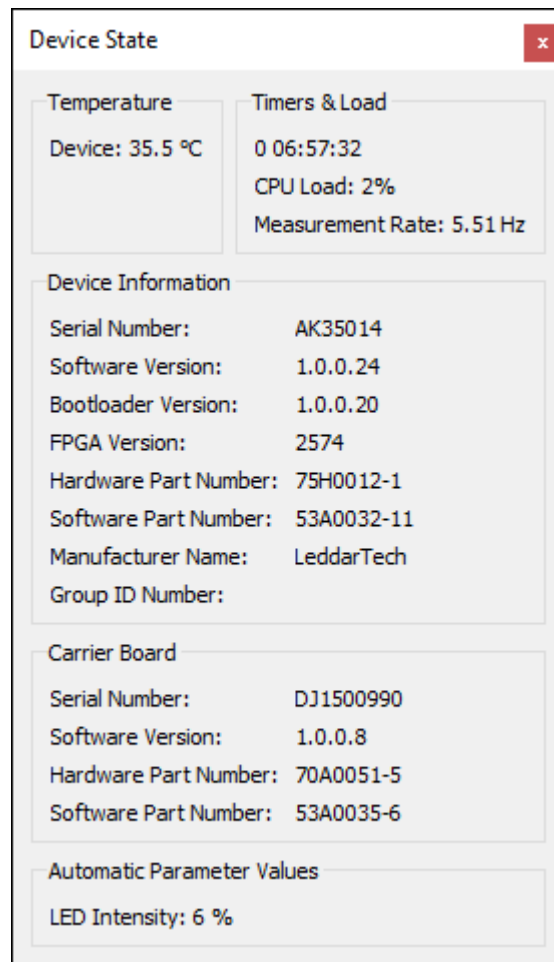 Device State
x
Temperature
Device: 35.5 ºC
Timers & Load
0 06:57:32
CPU Load: 2%
Measurement Rate: 5.51 Hz
Device Information
Serial Number: AK35014
Software Version: 1.0.0.24
Bootloader Version: 1.0.0.20
FPGA Version: 2574
Hardware Part Number: 75H0012-1
Software Part Number: 53A0032-11
Manufacturer Name: LeddarTech
Group ID Number:
Carrier Board
Serial Number: DJ1500990
Software Version: 1.0.0.8
Hardware Part Number: 70A0051-5
Software Part Number: 53A0035-6
Automatic Parameter Values
LED Intensity: 6 %